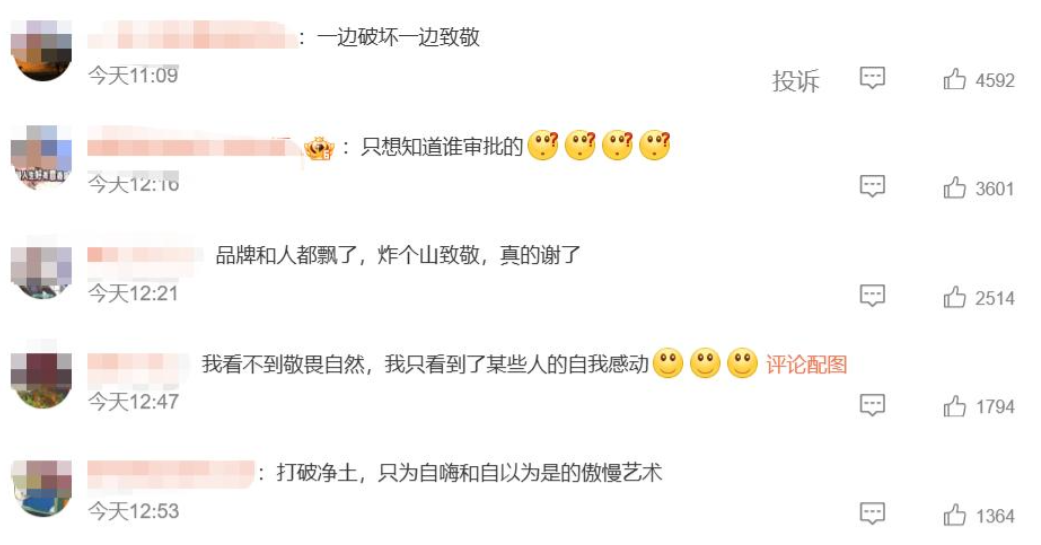 ：一边破坏一边致敬
今天11:09
投诉
4592
：只想知道谁审批的
今天12:16
3601
品牌和人都飘了，炸个山致敬，真的谢了
今天12:21
2514
我看不到敬畏自然，我只看到了某些人的自我感动 评论配图
今天12:47
1794
：打破净土，只为自嗨和自以为是的傲慢艺术
今天12:53
1364